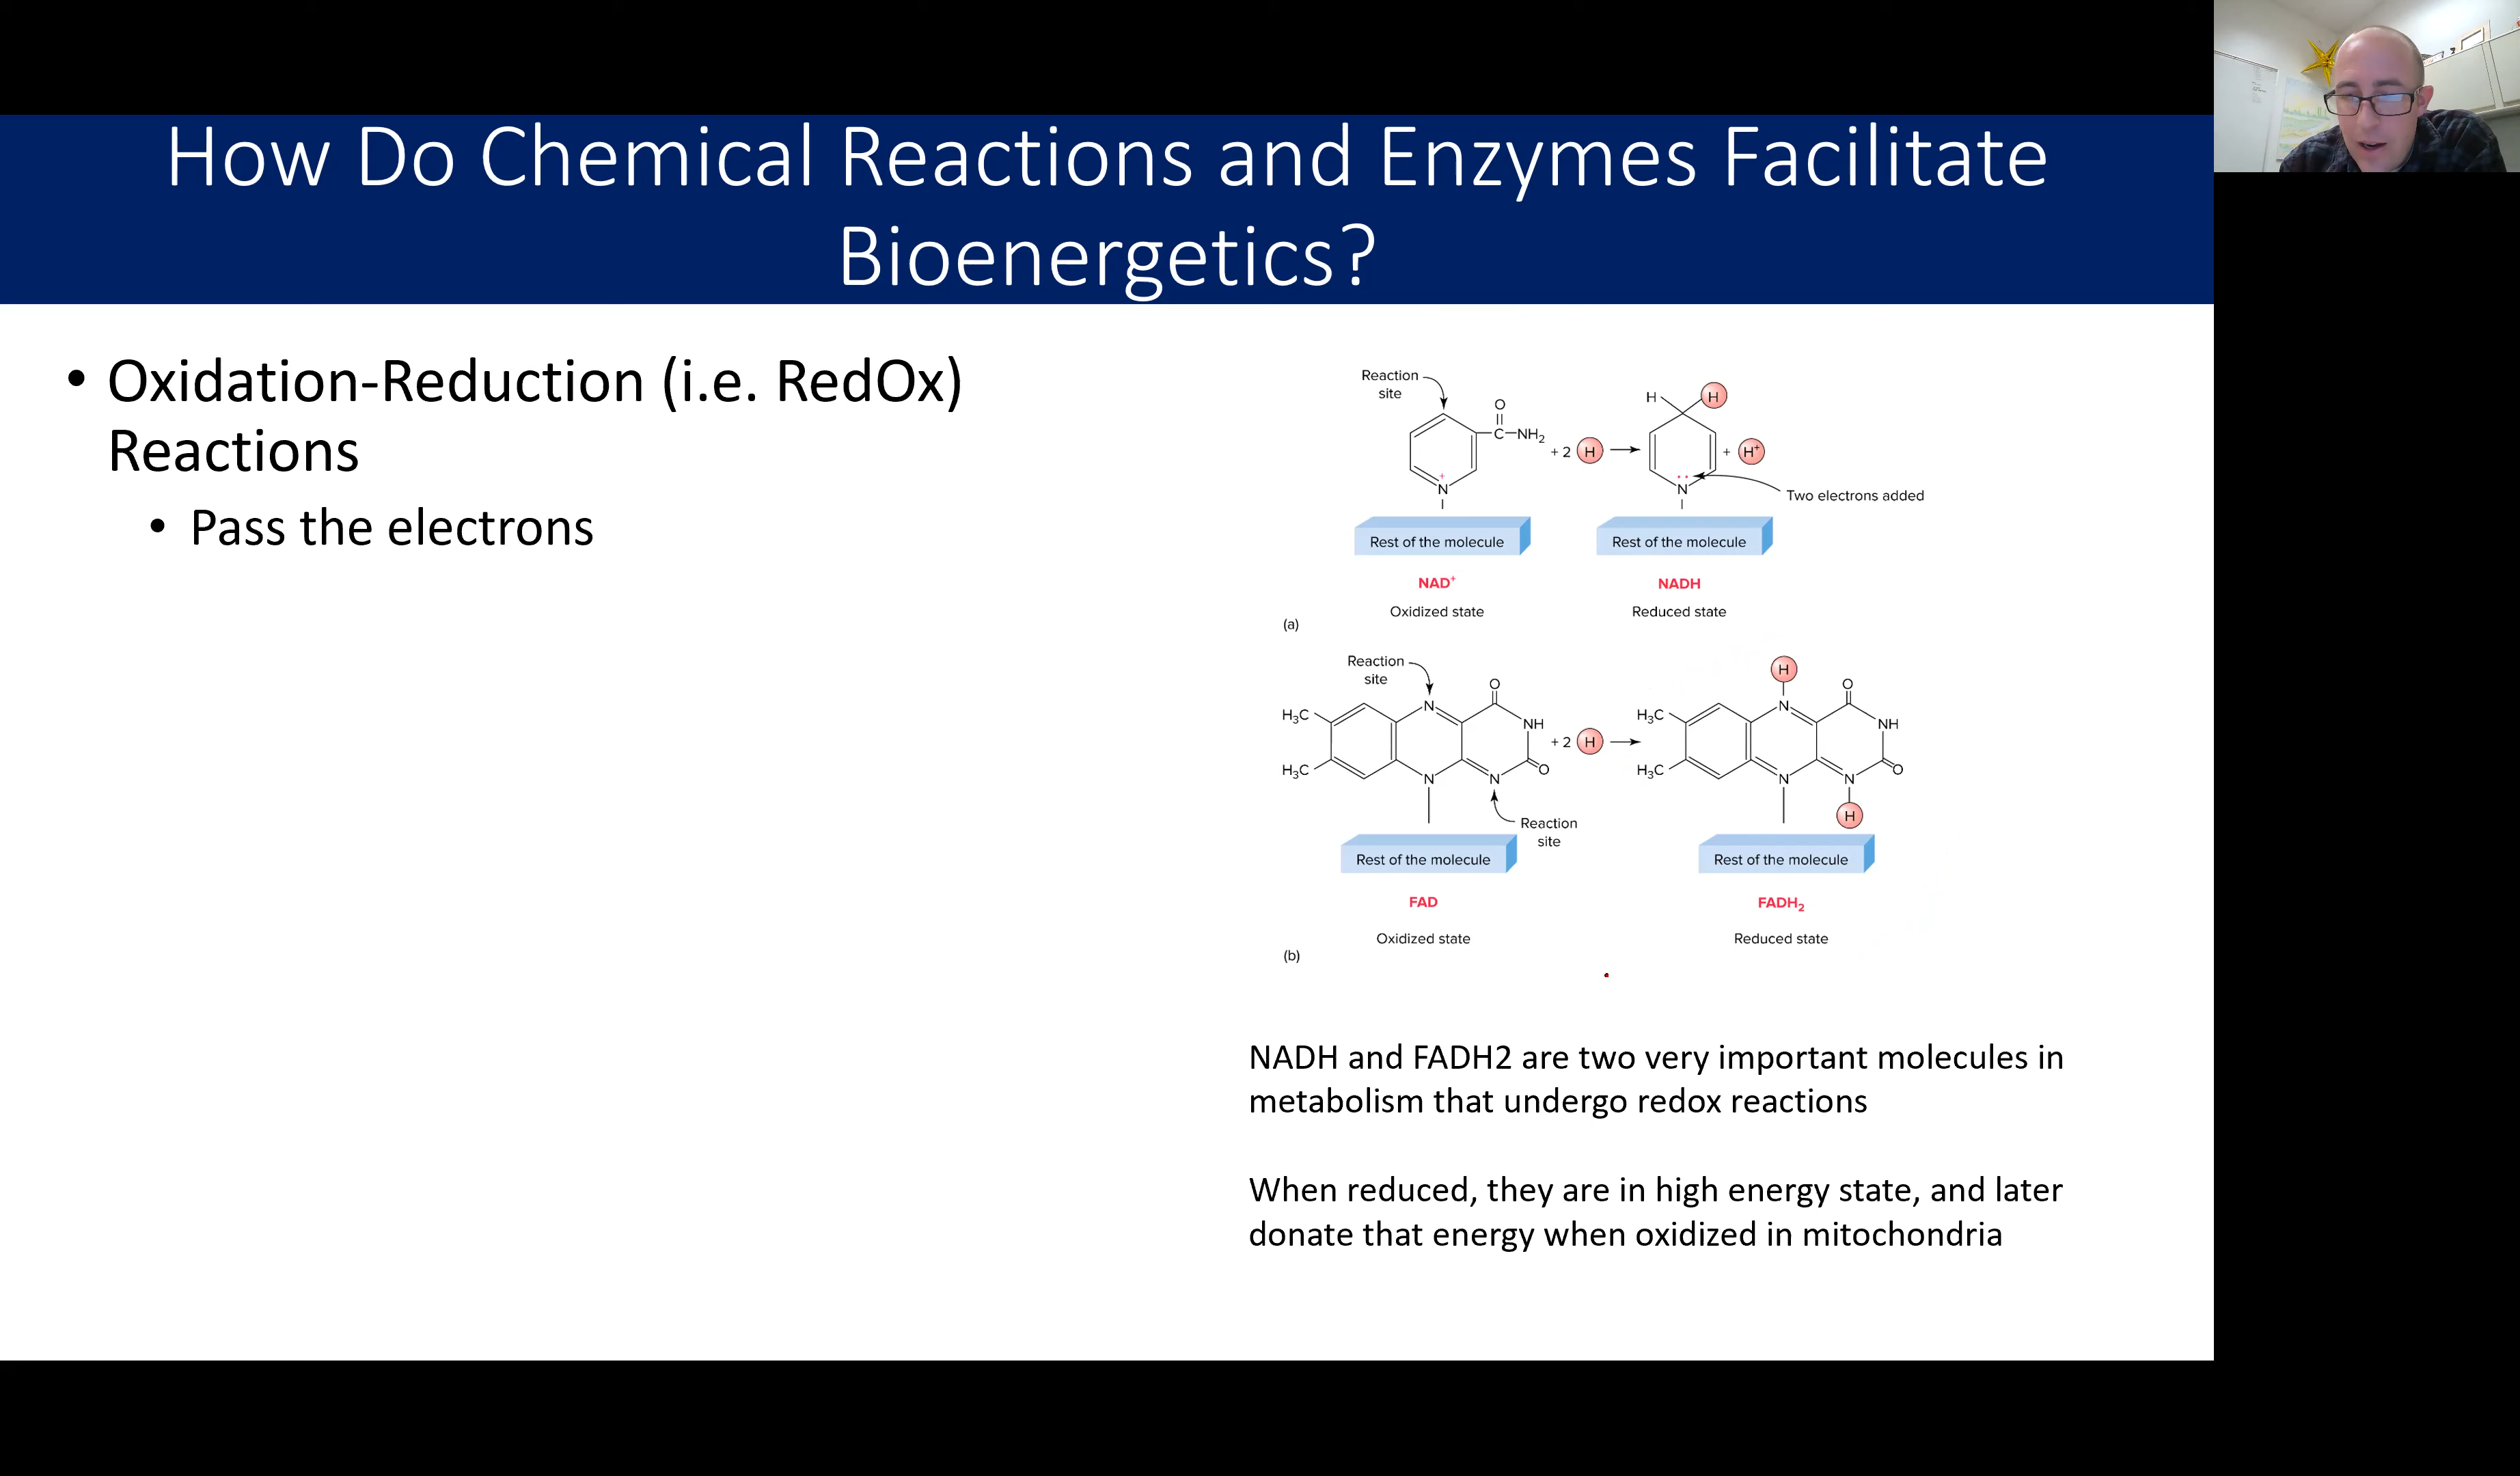 How Do Chemical Reactions and Enzymes Facilitate
Bioenergetics?
• Oxidation-Reduction (i.e. RedOx)
Reactions
• Pass the electrons
Reaction
site
O
C—NH₂
N
+
+ 2 H
H H
+ H⁺
N
Two electrons added
Rest of the molecule
Rest of the molecule
NAD⁺
NADH
Oxidized state
Reduced state
(a)
Reaction
site
H₃C
H₃C
N
O
NH
N
N
O
+ 2 H
Reaction
site
H
H₃C
H₃C
N
O
NH
N
N
O
H
Rest of the molecule
Rest of the molecule
FAD
FADH₂
Oxidized state
Reduced state
(b)
NADH and FADH2 are two very important molecules in
metabolism that undergo redox reactions
When reduced, they are in high energy state, and later
donate that energy when oxidized in mitochondria